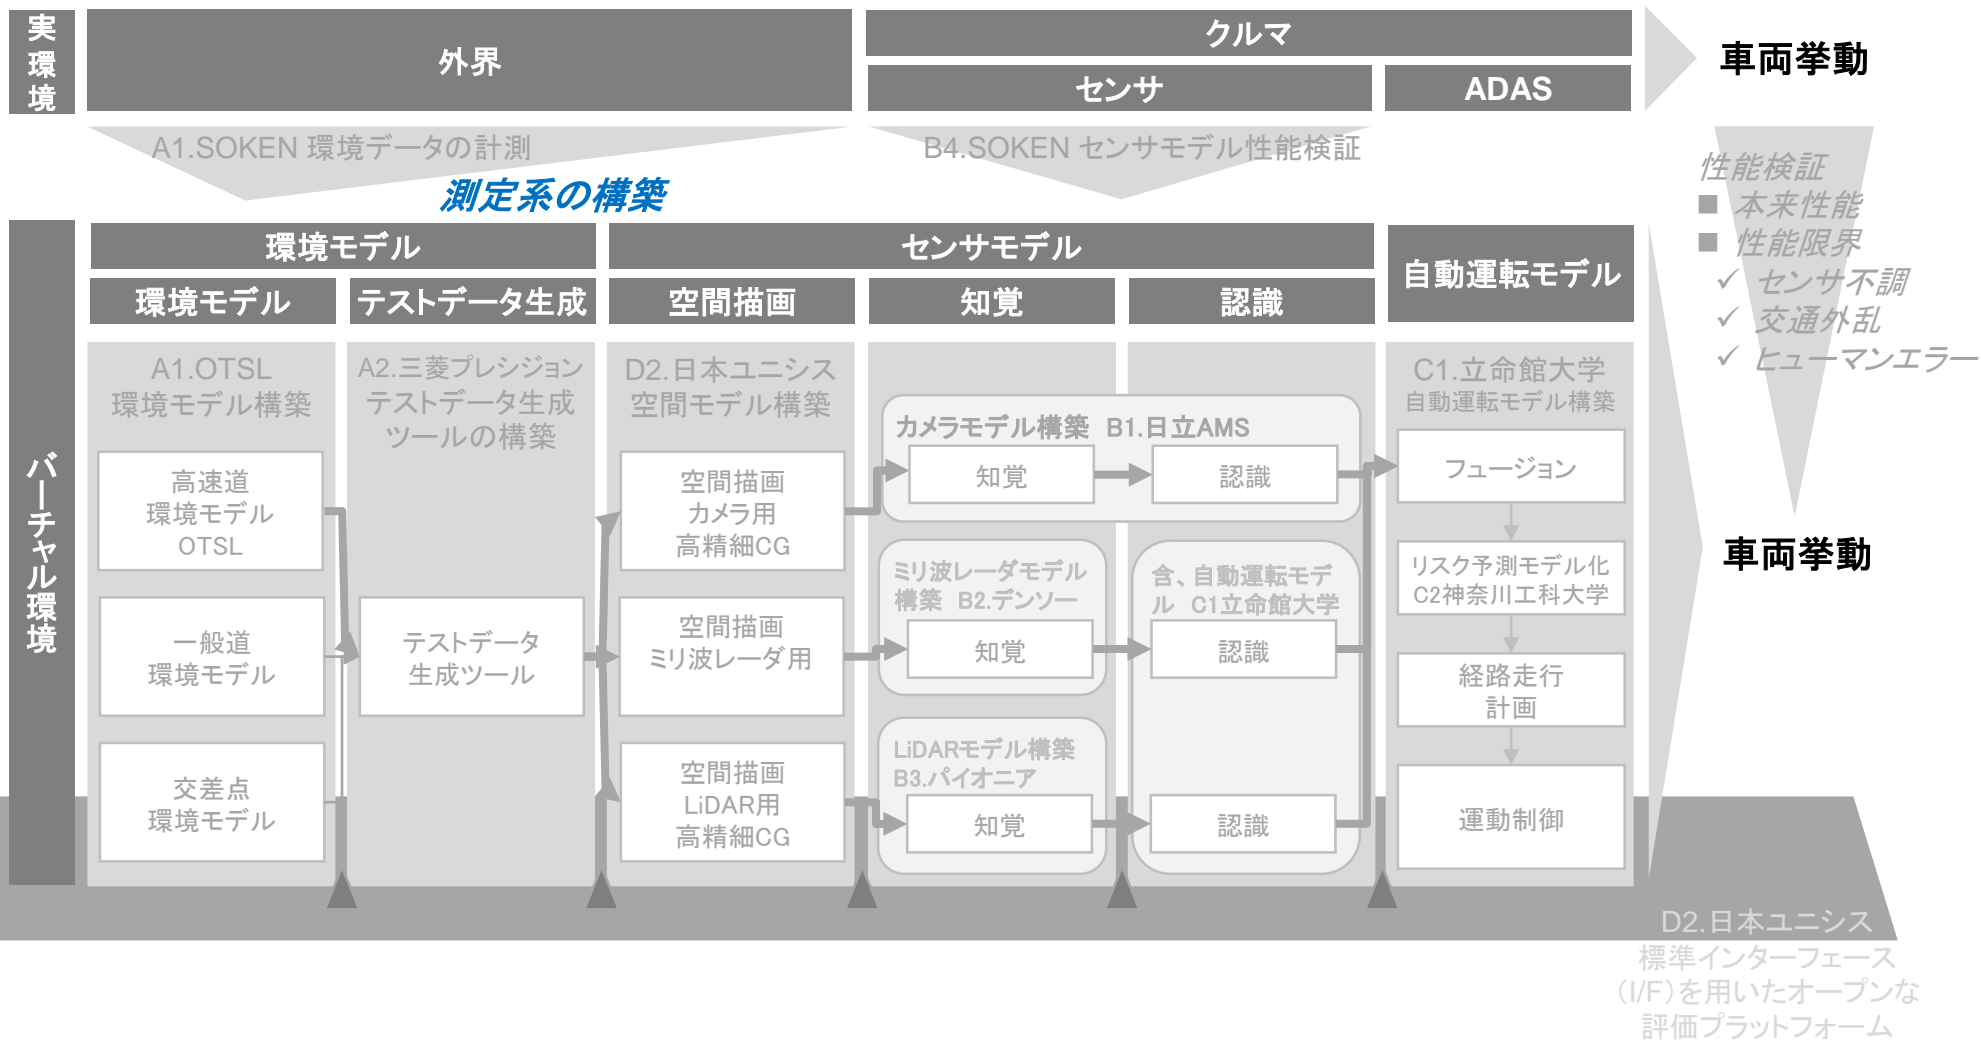 実環境
外界
クルマ
センサ
ADAS
車両挙動
A1.SOKEN 環境データの計測
B4.SOKEN センサモデル性能検証
測定系の構築
性能検証
■ 本来性能
■ 性能限界
✓ センサ不調
✓ 交通外乱
✓ ヒューマンエラー
バーチャル環境
環境モデル
センサモデル
自動運転モデル
環境モデル
テストデータ生成
空間描画
知覚
認識
A1.OTSL
環境モデル構築
高速道
環境モデル
OTSL
一般道
環境モデル
交差点
環境モデル
A2.三菱プレシジョン
テストデータ生成
ツールの構築
テストデータ
生成ツール
D2.日本ユニシス
空間モデル構築
空間描画
カメラ用
高精細CG
空間描画
ミリ波レーダ用
空間描画
LiDAR用
高精細CG
カメラモデル構築 B1.日立AMS
知覚
認識
ミリ波レーダモデル
構築 B2.デンソー
知覚
含、自動運転モデ
ル C1立命館大学
認識
LiDARモデル構築
B3.パイオニア
知覚
認識
C1.立命館大学
自動運転モデル構築
フュージョン
リスク予測モデル化
C2神奈川工科大学
経路走行
計画
運動制御
車両挙動
D2.日本ユニシス
標準インターフェース
（I/F）を用いたオープンな
評価プラットフォーム